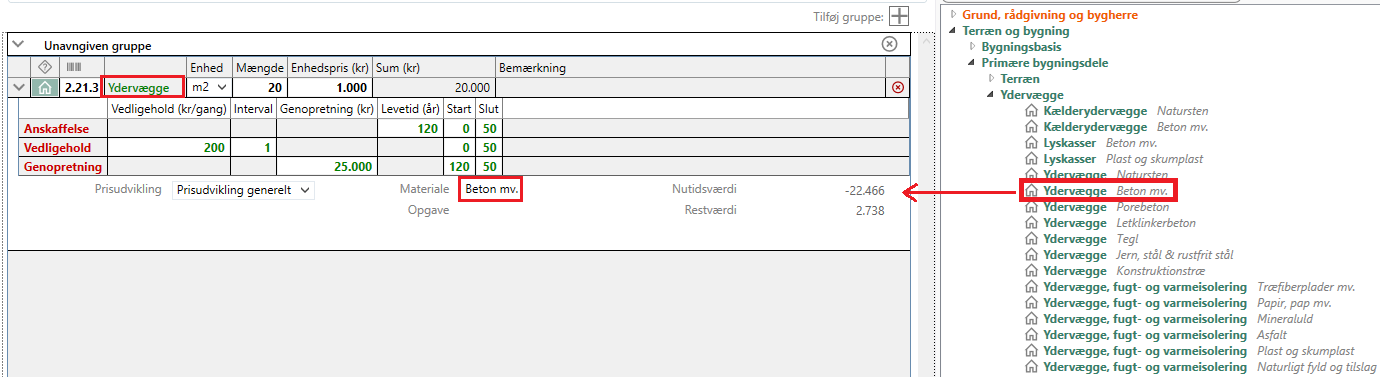 Tilføj gruppe:
Unavngiven gruppe
Enhed Mængde Enhedspris (kr) Sum (kr) Bemærkning
2.21.3 Ydervægge m2 20 1.000 20.000
Vedligehold (kr/gang) Interval Genopretning (kr) Levetid (år) Start Slut
Anskaffelse 120 0 50
Vedligehold 200 1 0 50
Genopretning 25.000 120 50
Prisudvikling Prisudvikling generelt Materiale Beton mv. Nutidsværdi -22.466
Opgave Restværdi 2.738
Grund, rådgivning og bygherre
Terræn og bygning
Bygningsbasis
Primære bygningsdele
Terræn
Ydervægge
Kælderydervægge Natursten
Kælderydervægge Beton mv.
Lyskasser Beton mv.
Lyskasser Plast og skumplast
Ydervægge Natursten
Ydervægge Beton mv.
Ydervægge Porebeton
Ydervægge Letklinkerbeton
Ydervægge Tegl
Ydervægge Jern, stål & rustfrit stål
Ydervægge Konstruktionstræ
Ydervægge, fugt- og varmeisolering Træfiberplader mv.
Ydervægge, fugt- og varmeisolering Papir, pap mv.
Ydervægge, fugt- og varmeisolering Mineraluld
Ydervægge, fugt- og varmeisolering Asfalt
Ydervægge, fugt- og varmeisolering Plast og skumplast
Ydervægge, fugt- og varmeisolering Naturligt fyld og tilslag